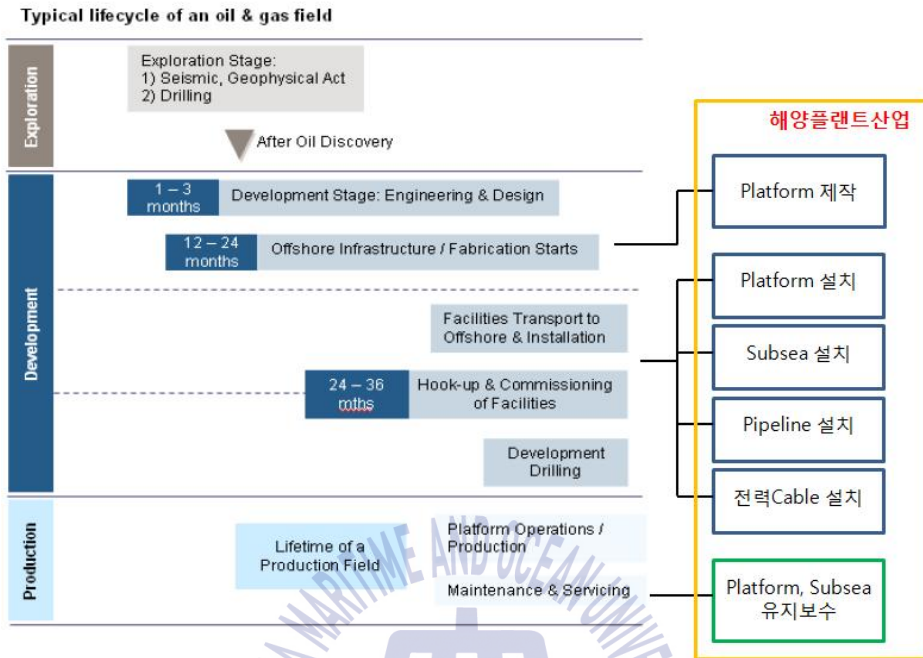 Typical lifecycle of an oil & gas field
Exploration
Exploration Stage:
1) Seismic, Geophysical Act
2) Drilling
After Oil Discovery
Development
1 – 3
months
Development Stage: Engineering & Design
12 – 24
months
Offshore Infrastructure / Fabrication Starts
Facilities Transport to
Offshore & Installation
24 – 36
mths
Hook-up & Commissioning
of Facilities
Development
Drilling
Production
Lifetime of a
Production Field
Platform Operations /
Production
Maintenance & Servicing
해양플랜트산업
Platform 제작
Platform 설치
Subsea 설치
Pipeline 설치
전력Cable 설치
Platform, Subsea
유지보수
MARITIME AND OCEAN